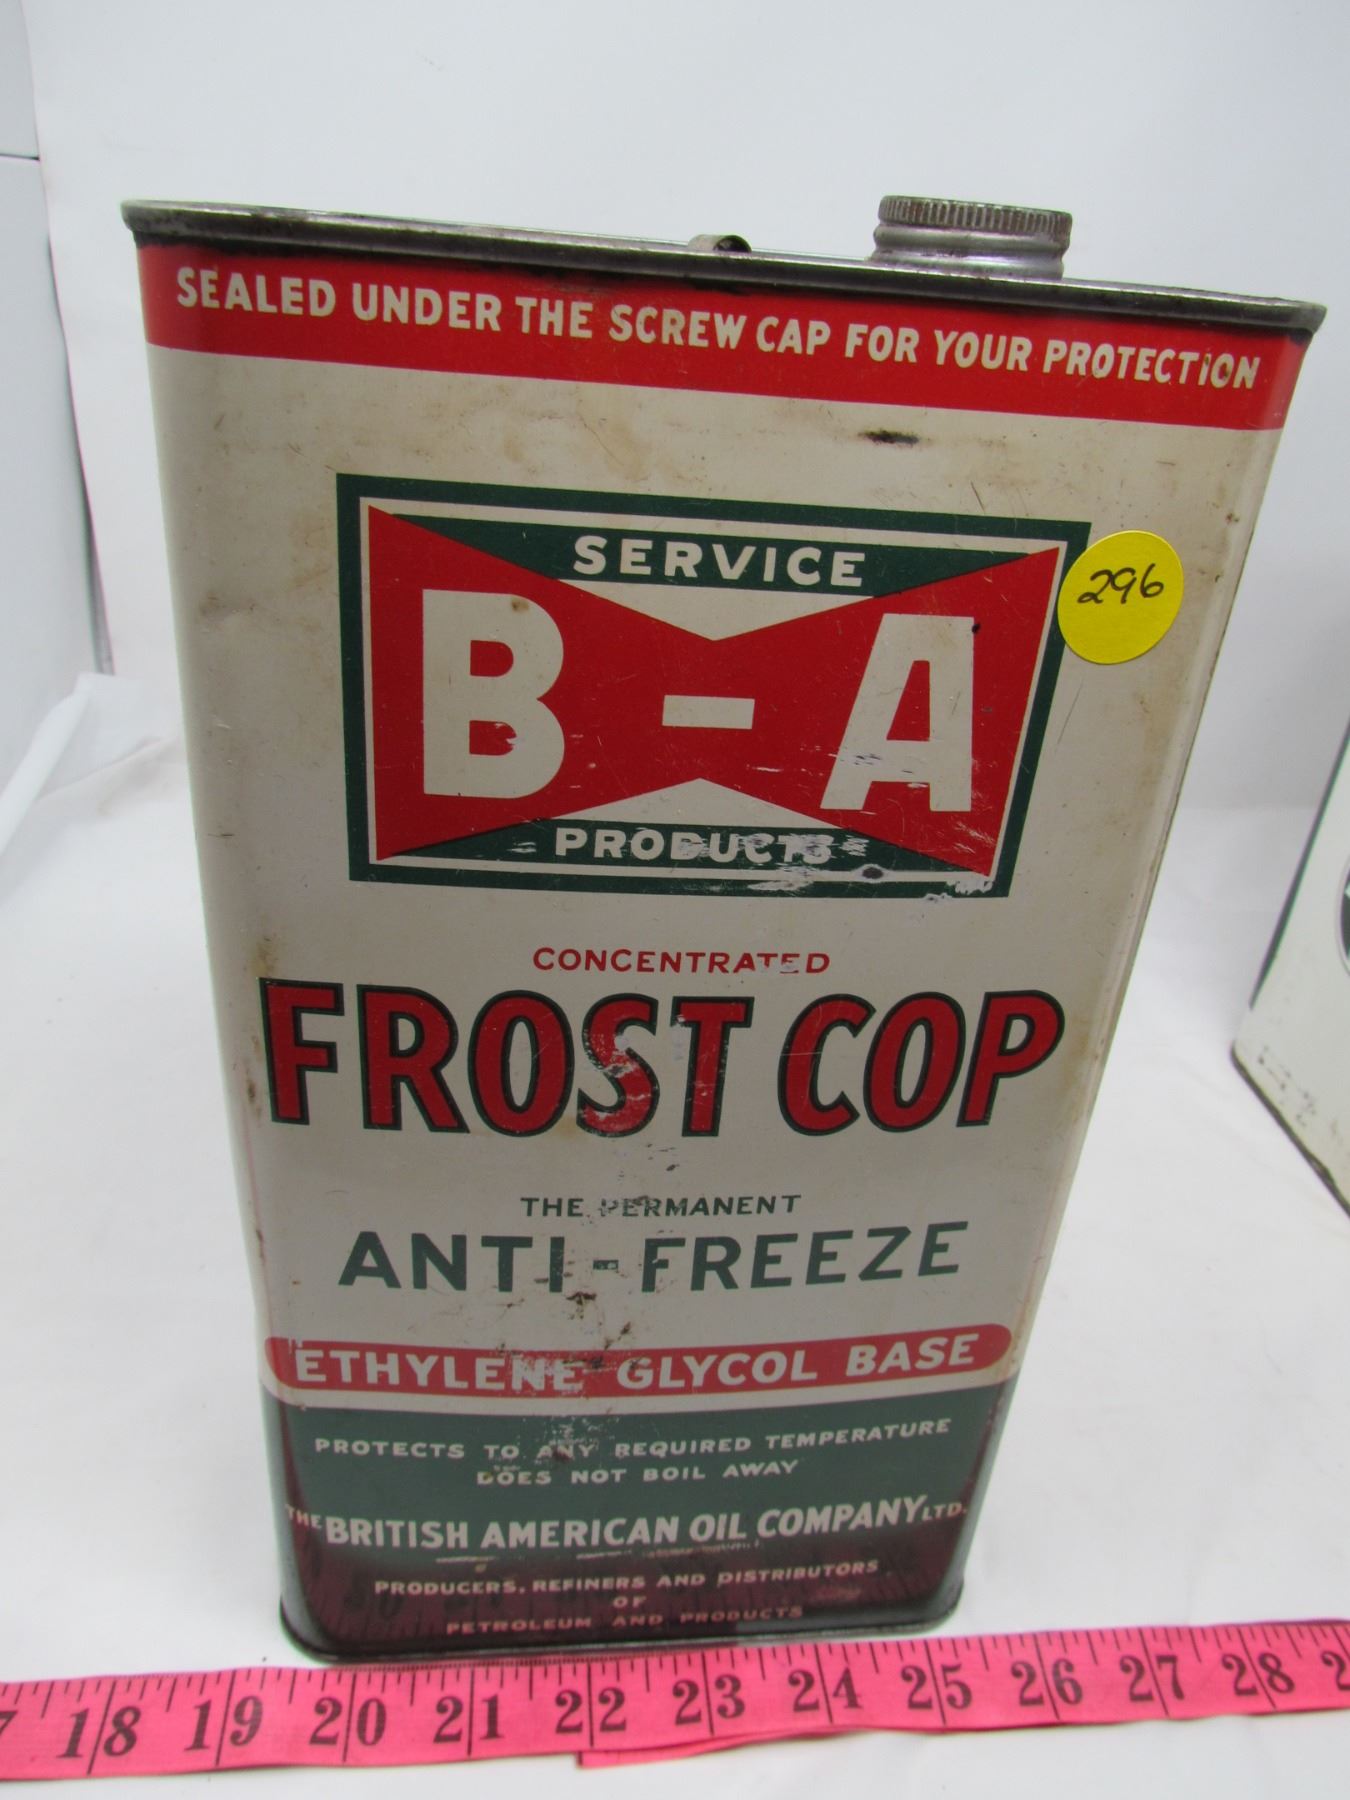 SEALED UNDER THE SCREW CAP FOR YOUR PROTECTION
SERVICE
B-A
PRODUCTS
296
CONCENTRATED
FROST COP
THE PERMANENT
ANTI-FREEZE
ETHYLENE GLYCOL BASE
PROTECTS TO ANY REQUIRED TEMPERATURE
DOES NOT BOIL AWAY
THE BRITISH AMERICAN OIL COMPANY LTD.
PRODUCERS, REFINERS AND DISTRIBUTORS
OF
PETROLEUM AND PRODUCTS
18 19 20 21 22 23 24 25 26 27 28